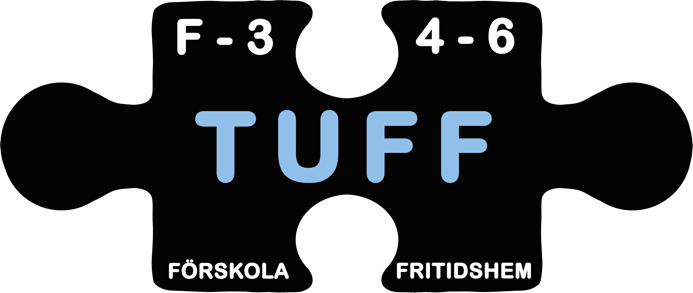 F - 3
4 - 6
TUFF
FÖRSKOLA
FRITIDSHEM